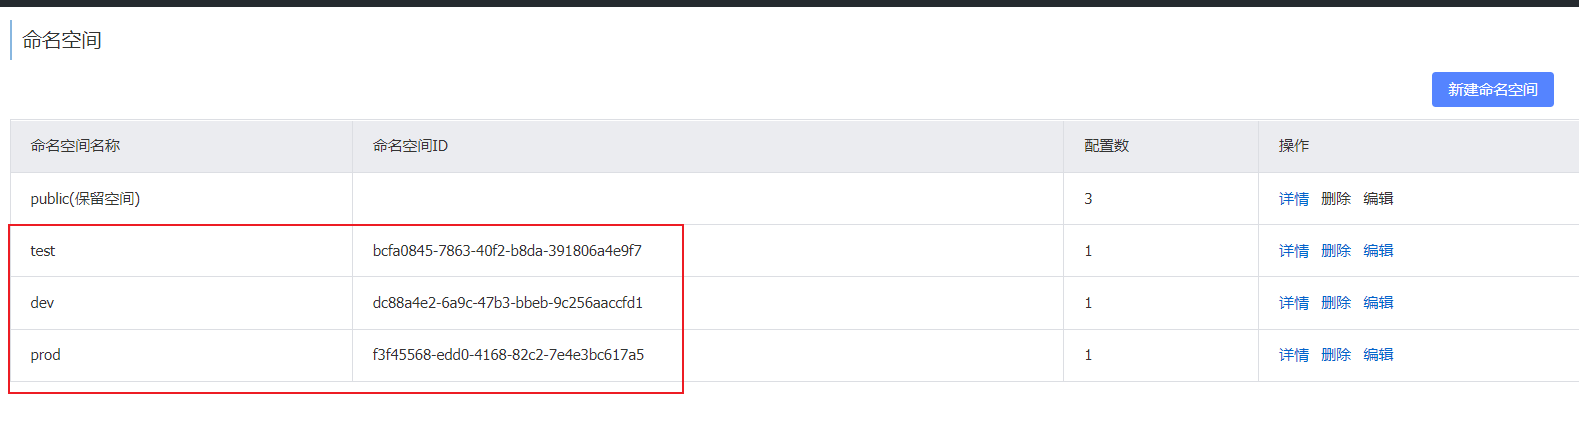 命名空间
新建命名空间
命名空间名称 命名空间ID 配置数 操作
public(保留空间) 3 详情 删除 编辑
test bcfa0845-7863-40f2-b8da-391806a4e9f7 1 详情 删除 编辑
dev dc88a4e2-6a9c-47b3-bbeb-9c256aaccfd1 1 详情 删除 编辑
prod f3f45568-edd0-4168-82c2-7e4e3bc617a5 1 详情 删除 编辑